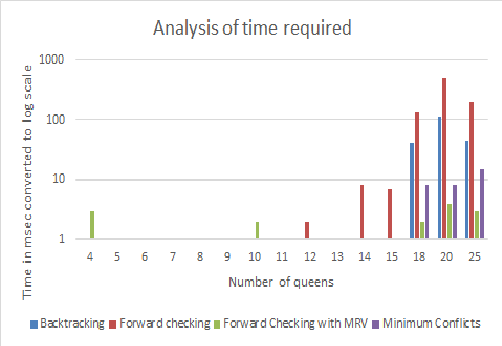 Analysis of time required
Time in msec converted to log scale
1000
100
10
1
4 5 6 7 8 9 10 11 12 13 14 15 18 20 25
Number of queens
Backtracking Forward checking Forward Checking with MRV Minimum Conflicts